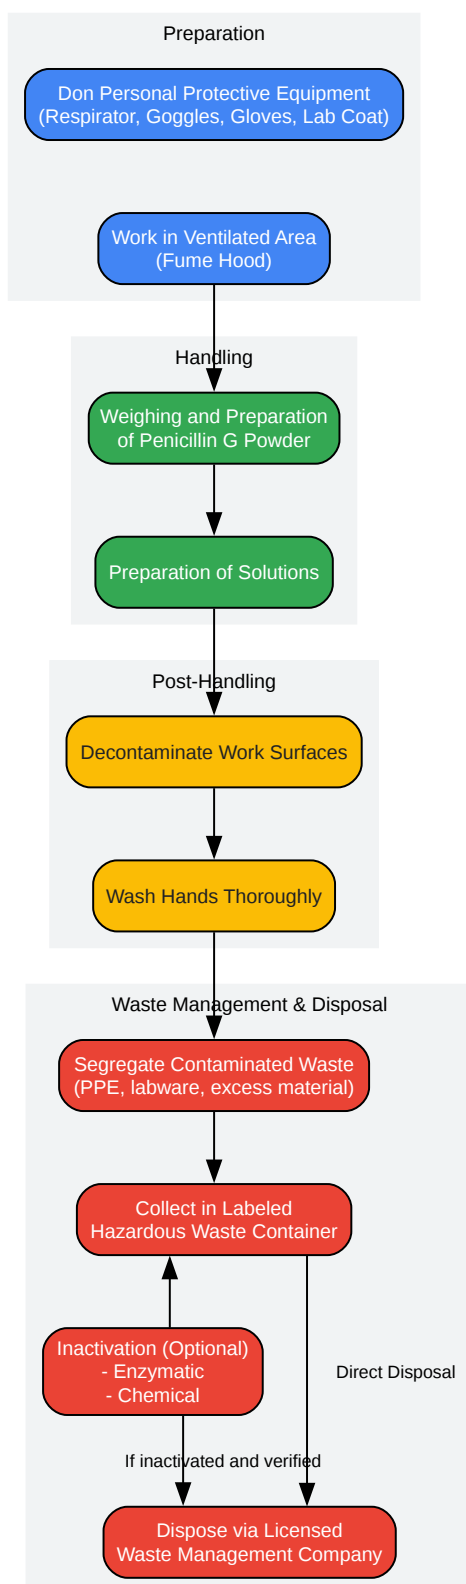 Preparation
Don Personal Protective Equipment
(Respirator, Goggles, Gloves, Lab Coat)
Work in Ventilated Area
(Fume Hood)
Handling
Weighing and Preparation
of Penicillin G Powder
Preparation of Solutions
Post-Handling
Decontaminate Work Surfaces
Wash Hands Thoroughly
Waste Management & Disposal
Segregate Contaminated Waste
(PPE, labware, excess material)
Collect in Labeled
Hazardous Waste Container
Inactivation (Optional)
- Enzymatic
- Chemical
Direct Disposal
If inactivated and verified
Dispose via Licensed
Waste Management Company